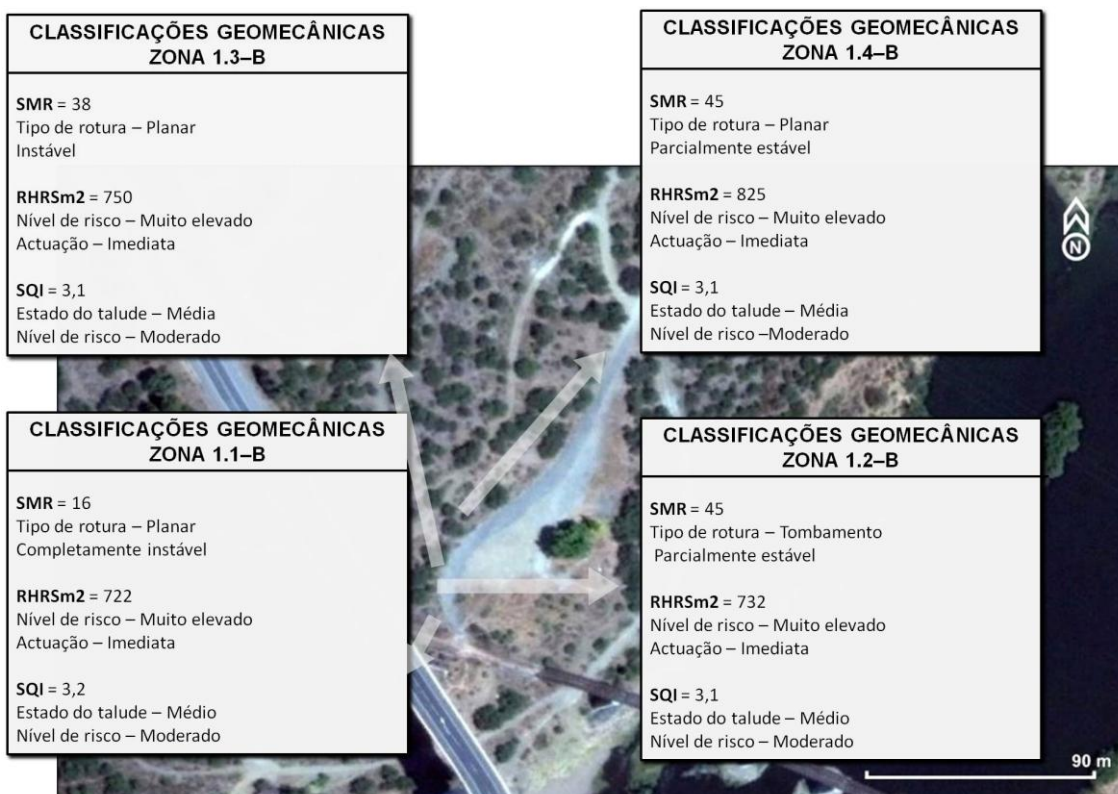 CLASSIFICAÇÕES GEOMECÂNICAS
ZONA 1.3–B
SMR = 38
Tipo de rotura – Planar
Instável
RHRSm2 = 750
Nível de risco – Muito elevado
Actuação – Imediata
SQI = 3,1
Estado do talude – Média
Nível de risco – Moderado
CLASSIFICAÇÕES GEOMECÂNICAS
ZONA 1.4–B
SMR = 45
Tipo de rotura – Planar
Parcialmente estável
RHRSm2 = 825
Nível de risco – Muito elevado
Actuação – Imediata
SQI = 3,1
Estado do talude – Média
Nível de risco –Moderado
N
CLASSIFICAÇÕES GEOMECÂNICAS
ZONA 1.1–B
SMR = 16
Tipo de rotura – Planar
Completamente instável
RHRSm2 = 722
Nível de risco – Muito elevado
Actuação – Imediata
SQI = 3,2
Estado do talude – Médio
Nível de risco – Moderado
CLASSIFICAÇÕES GEOMECÂNICAS
ZONA 1.2–B
SMR = 45
Tipo de rotura – Tombamento
Parcialmente estável
RHRSm2 = 732
Nível de risco – Muito elevado
Actuação – Imediata
SQI = 3,1
Estado do talude – Médio
Nível de risco – Moderado
90 m